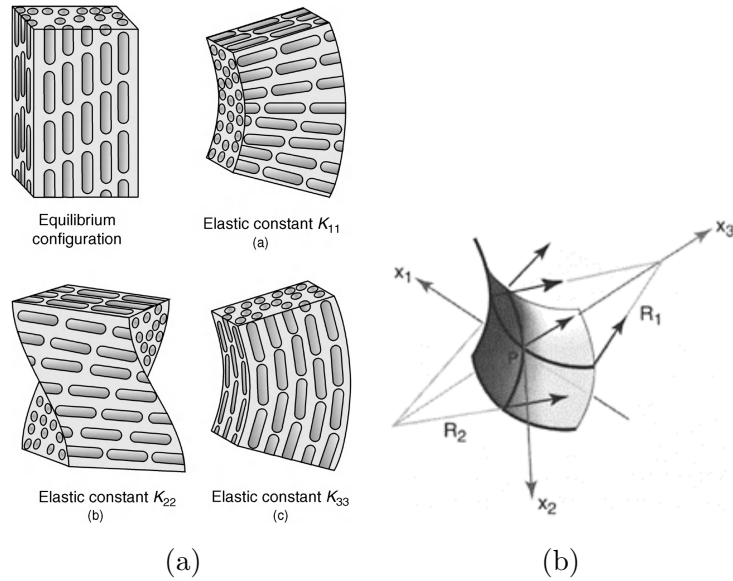 Equilibrium
configuration
Elastic constant K11
(a)
Elastic constant K22
(b)
Elastic constant K33
(c)
(a)
x1
x3
R1
P
R2
x2
(b)